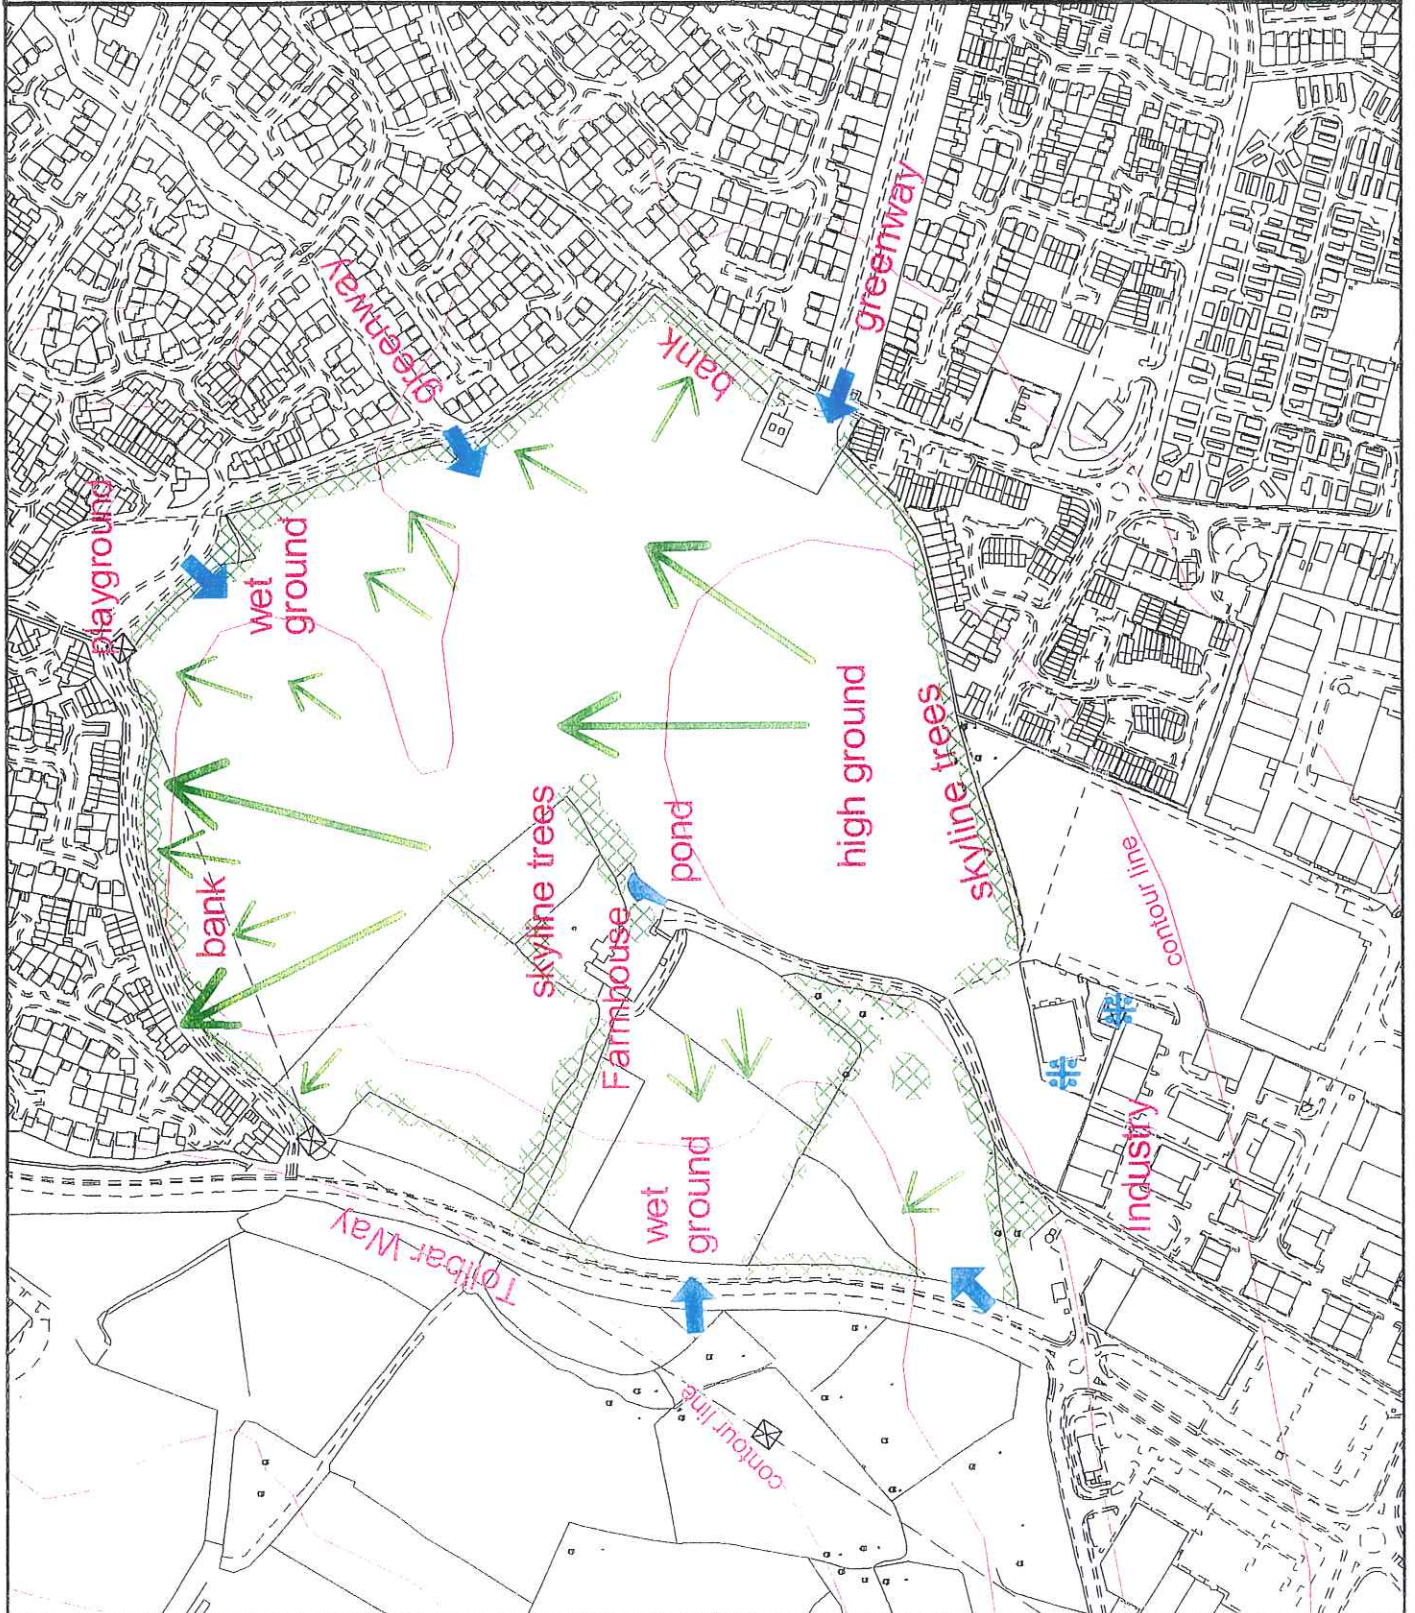 playground
greenway
greenway
wet
ground
bank
bank
skyline trees
pond
high ground
skyline trees
Farmhouse
contour line
wet
ground
industry
Tollbar Way
contour line